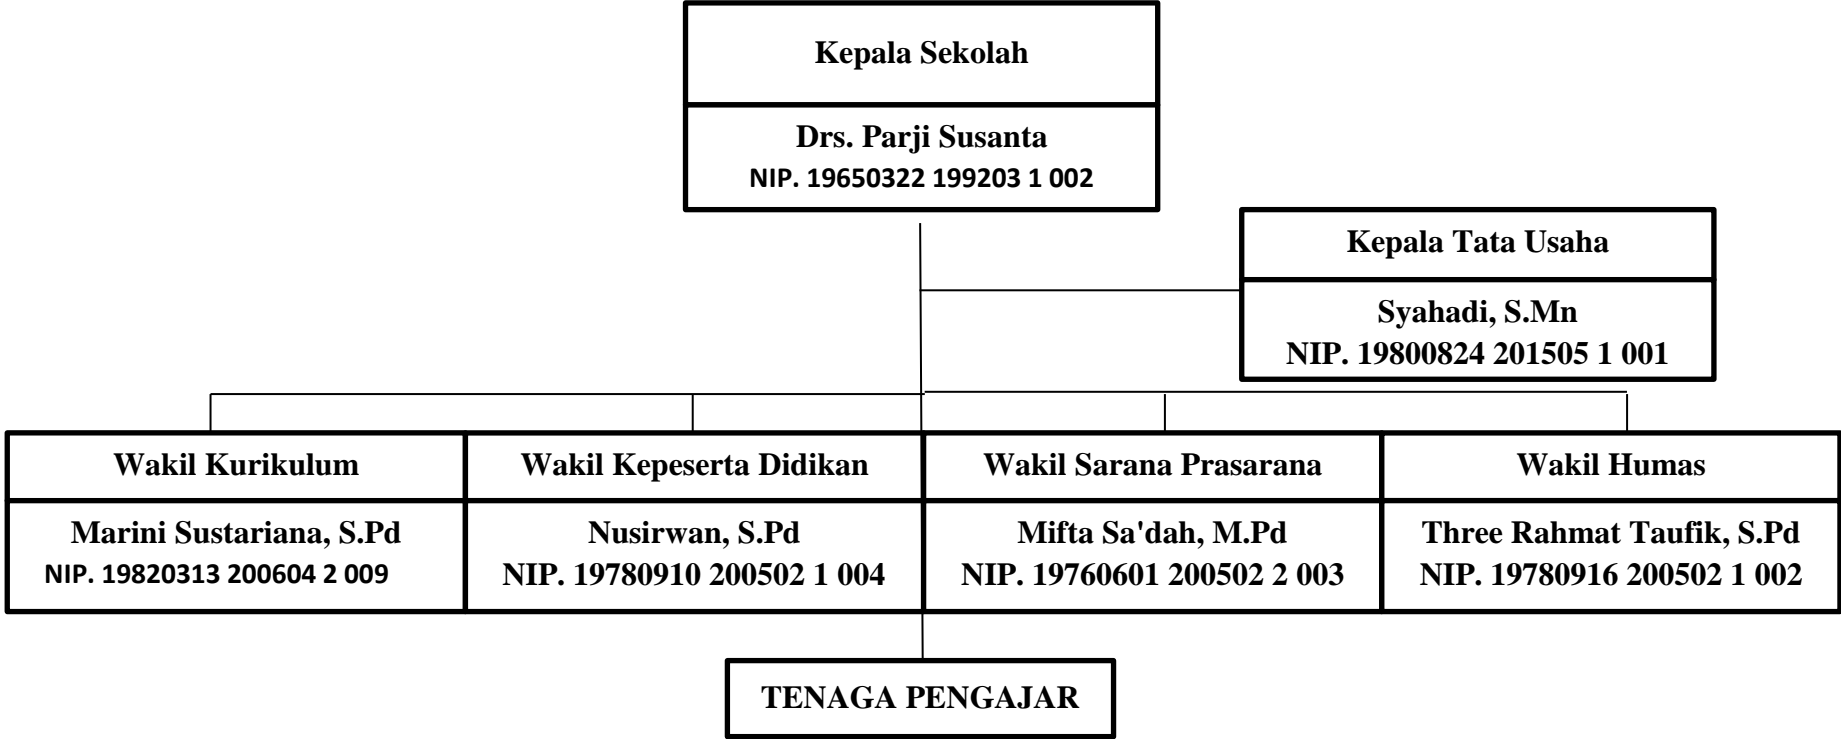 Kepala Sekolah
Drs. Parji Susanta
NIP. 19650322 199203 1 002
Kepala Tata Usaha
Syahadi, S.Mn
NIP. 19800824 201505 1 001
Wakil Kurikulum
Marini Sustariana, S.Pd
NIP. 19820313 200604 2 009
Wakil Kepeserta Didikan
Nusirwan, S.Pd
NIP. 19780910 200502 1 004
Wakil Sarana Prasarana
Mifta Sa'dah, M.Pd
NIP. 19760601 200502 2 003
Wakil Humas
Three Rahmat Taufik, S.Pd
NIP. 19780916 200502 1 002
TENAGA PENGAJAR